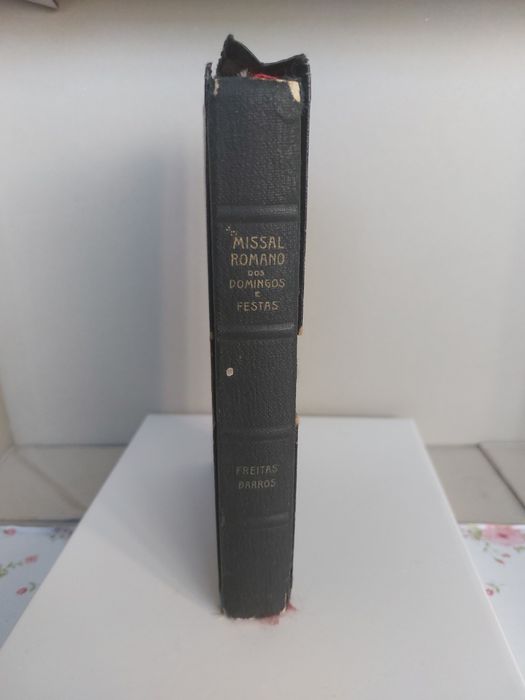 MISSAL
ROMANO
DOS
DOMINGOS
E
FESTAS
FREITAS
BARROS